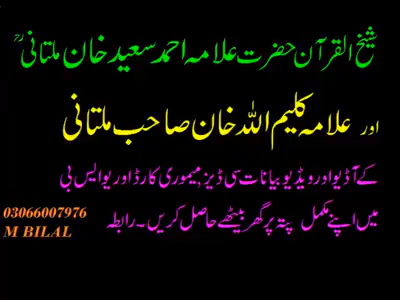 شیخ القرآن حضرت علامہ احمد سعید خان ملتانیؒ
اور علامہ کلیم اللہ خان صاحب ملتانی
کے آڈیو اور ویڈیو بیانات سی ڈیز,میموری کارڈ اور یو ایس بی
میں اپنے مکمل پتہ پر گھر بیٹھے حاصل کریں۔رابطہ
03066007976
M BILAL